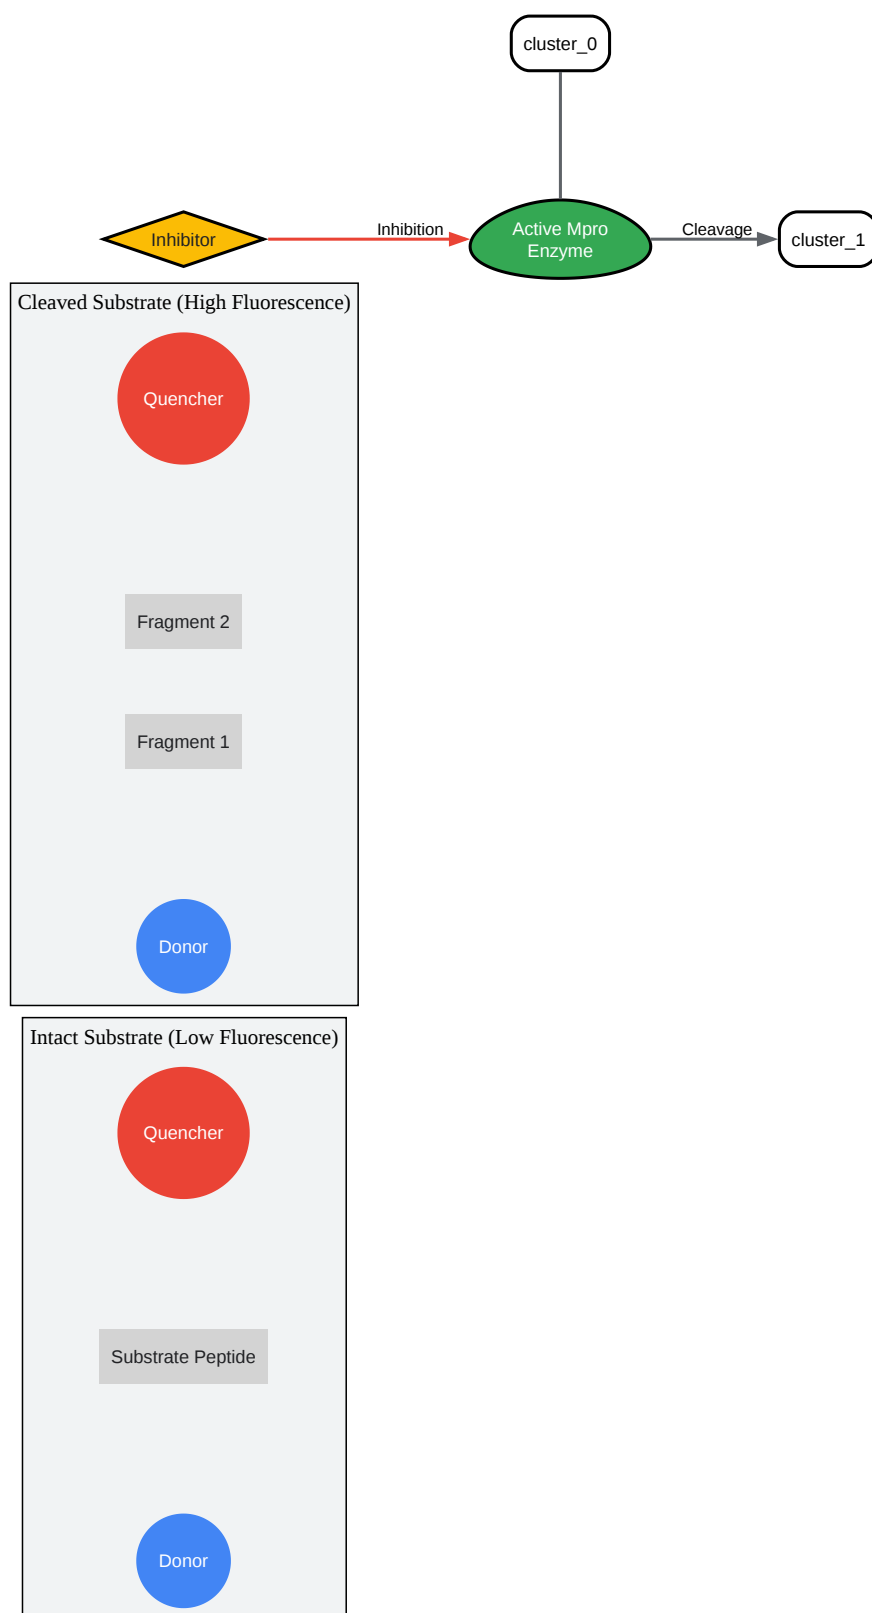 cluster_0
Inhibitor
Inhibition
Active Mpro
Enzyme
Cleavage
cluster_1
Cleaved Substrate (High Fluorescence)
Quencher
Fragment 2
Fragment 1
Donor
Intact Substrate (Low Fluorescence)
Quencher
Substrate Peptide
Donor